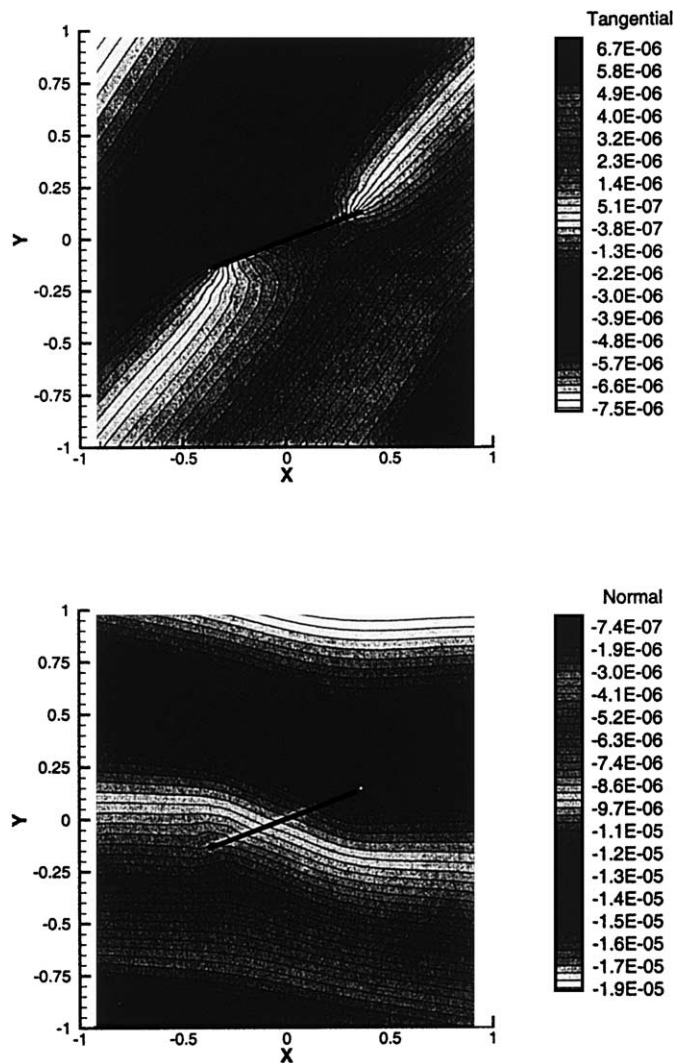 Tangential
6.7E-06
5.8E-06
4.9E-06
4.0E-06
3.2E-06
2.3E-06
1.4E-06
5.1E-07
-3.8E-07
-1.3E-06
-2.2E-06
-3.0E-06
-3.9E-06
-4.8E-06
-5.7E-06
-6.6E-06
-7.5E-06
1
0.75
0.5
0.25
0
-0.25
-0.5
-0.75
-1
Y
-1
-0.5
0
0.5
1
X
Normal
-7.4E-07
-1.9E-06
-3.0E-06
-4.1E-06
-5.2E-06
-6.3E-06
-7.4E-06
-8.6E-06
-9.7E-06
-1.1E-05
-1.2E-05
-1.3E-05
-1.4E-05
-1.5E-05
-1.6E-05
-1.7E-05
-1.9E-05
1
0.75
0.5
0.25
0
-0.25
-0.5
-0.75
-1
Y
-1
-0.5
0
0.5
1
X